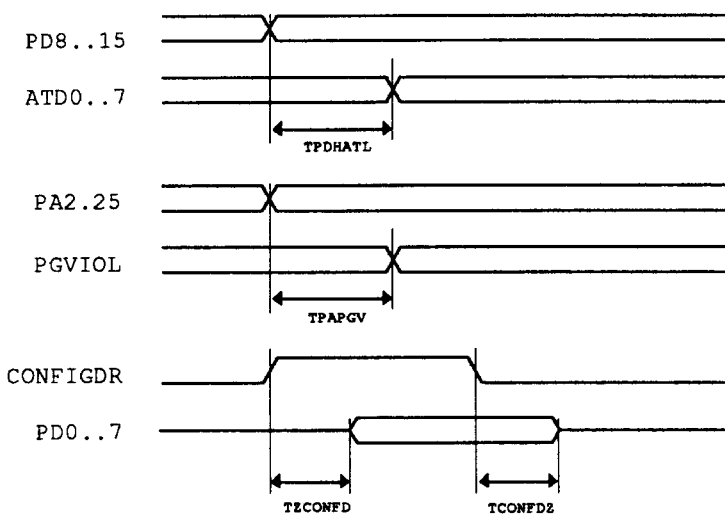 PD8..15
ATD0..7
TPDHATL
PA2.25
PGVIOL
TPAPGV
CONFIGDR
PD0..7
TZCONFD TCONFDZ